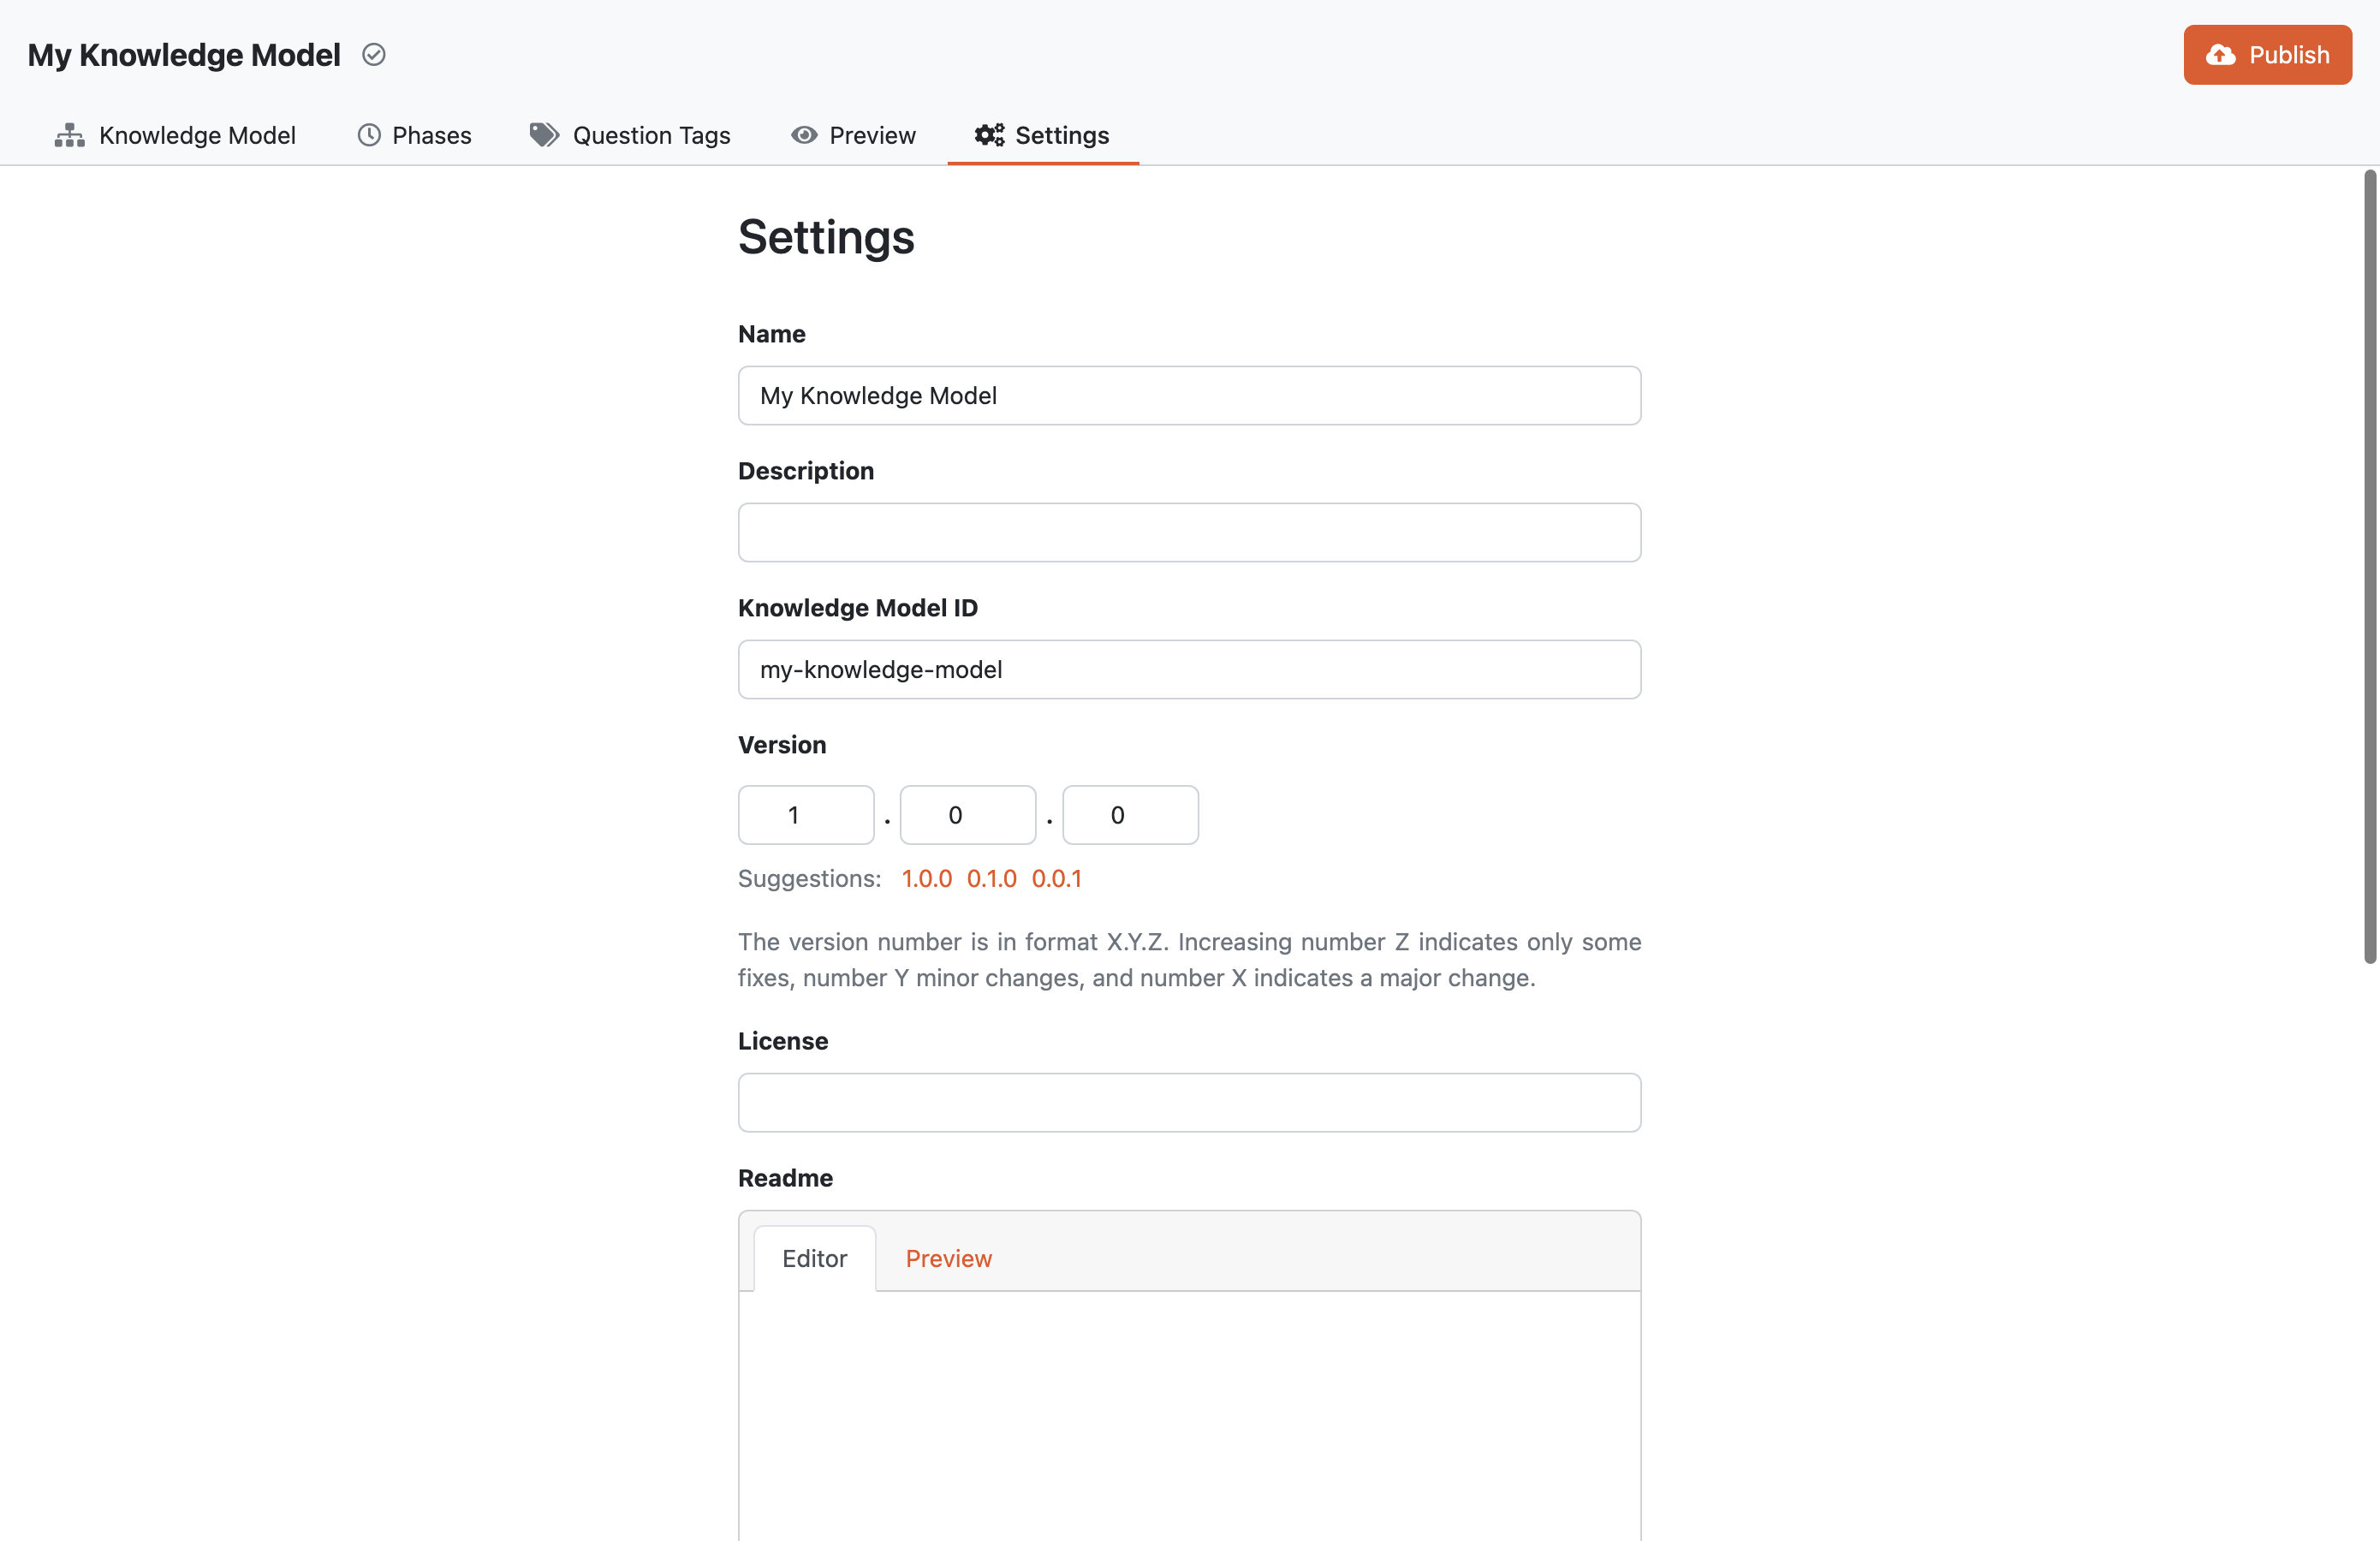 My Knowledge Model
Publish
Knowledge Model Phases Question Tags Preview Settings
Settings
Name
My Knowledge Model
Description
Knowledge Model ID
my-knowledge-model
Version
1 . 0 . 0
Suggestions: 1.0.0 0.1.0 0.0.1
The version number is in format X.Y.Z. Increasing number Z indicates only some
fixes, number Y minor changes, and number X indicates a major change.
License
Readme
Editor Preview